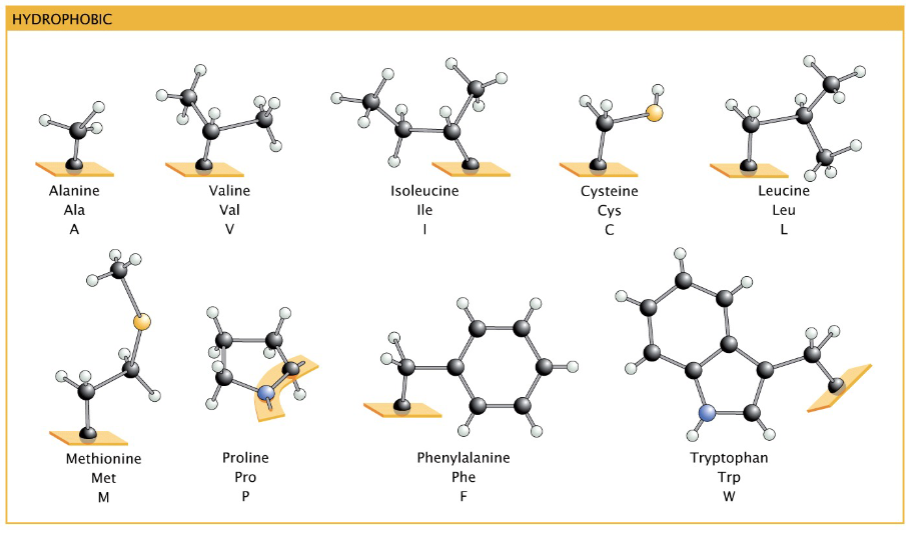 HYDROPHOBIC
Alanine
Ala
A
Valine
Val
V
Isoleucine
Ile
I
Cysteine
Cys
C
Leucine
Leu
L
Methionine
Met
M
Proline
Pro
P
Phenylalanine
Phe
F
Tryptophan
Trp
W